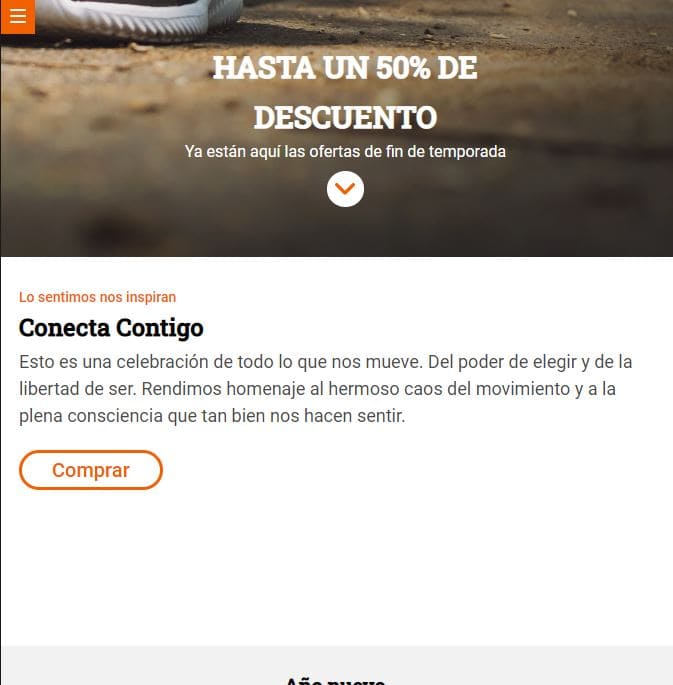 HASTA UN 50% DE
DESCUENTO
Ya están aquí las ofertas de fin de temporada
Lo sentimos nos inspiran
Conecta Contigo
Esto es una celebración de todo lo que nos mueve. Del poder de elegir y de la
libertad de ser. Rendimos homenaje al hermoso caos del movimiento y a la
plena consciencia que tan bien nos hacen sentir.
Comprar
Año nuevo